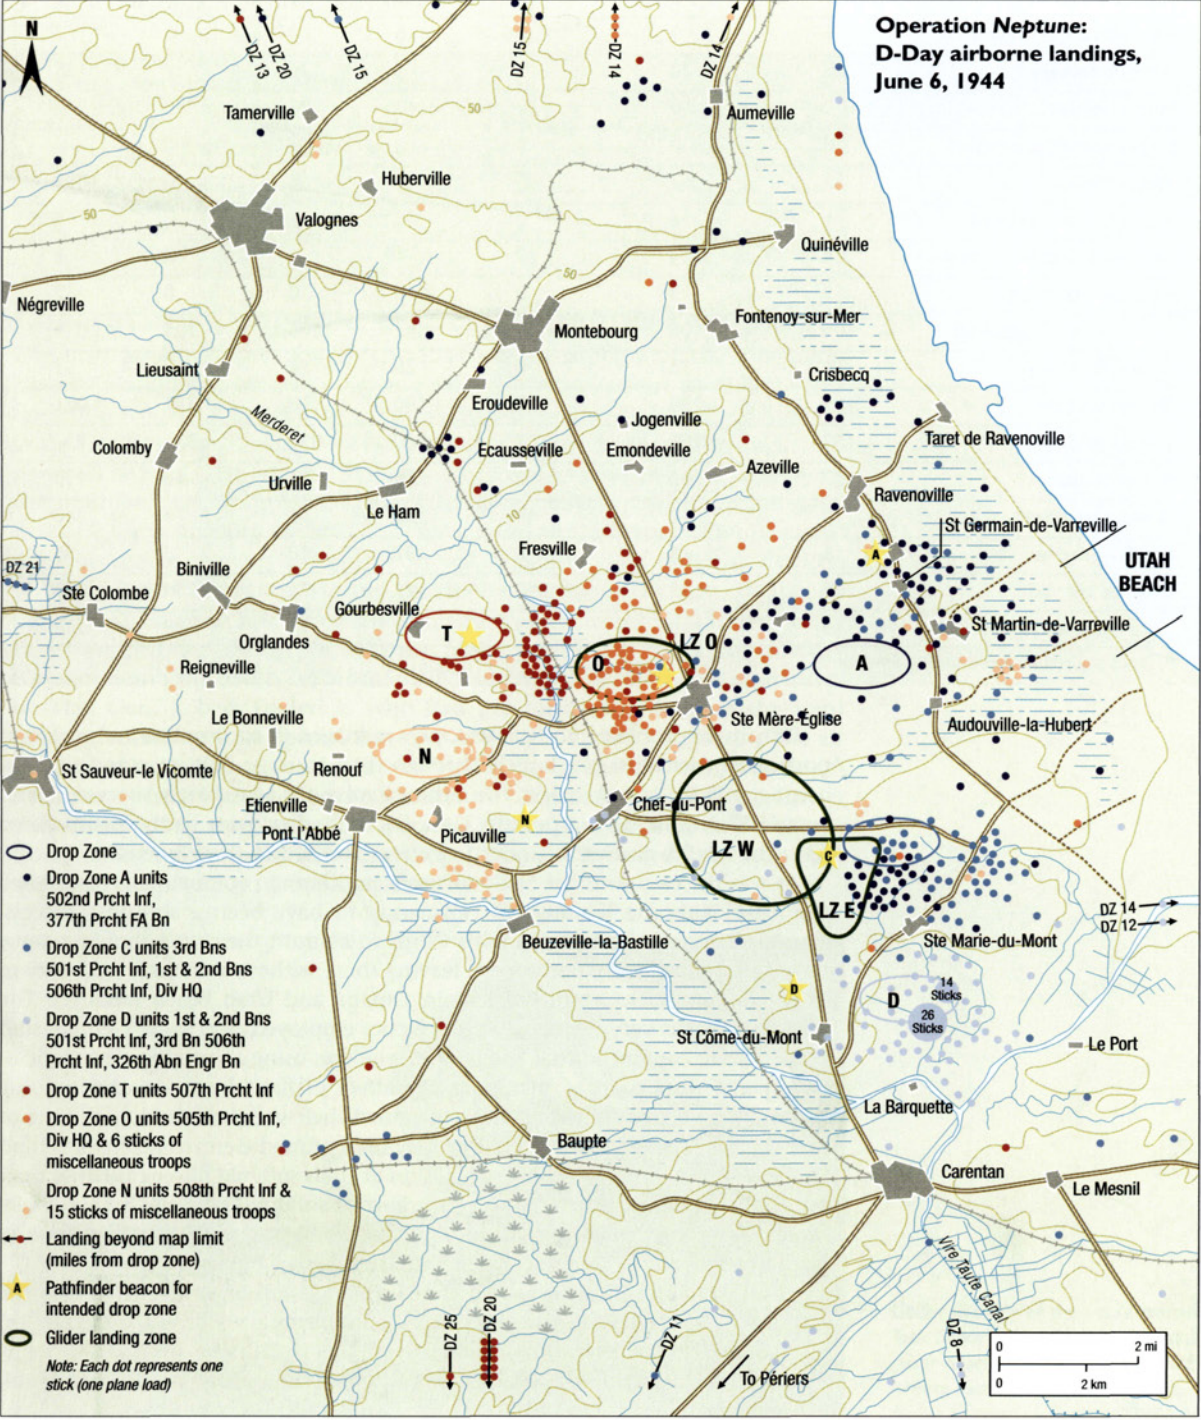 Operation Neptune:
D-Day airborne landings,
June 6, 1944
N
DZ 13
DZ 20
DZ 15
DZ 15
DZ 14
DZ 14
50
Tamerville
Aumeville
Huberville
50
Valognes
Quinéville
50
Négreville
Montebourg
Fontenoy-sur-Mer
Lieusaint
Crisbecq
Eroudeville
Merderet
Jogenville
Taret de Ravenoville
Colomby
Ecausseville
Emondeville
Azeville
Urville
Le Ham
Ravenoville
10
St Germain-de-Varreville
Fresville
A
UTAH
BEACH
DZ 21
Biniville
Ste Colombe
Gourbesville
T
St Martin-de-Varreville
Orglandes
LZ O
O
A
Reigneville
Le Bonneville
Ste Mère-Église
Audouville-la-Hubert
N
Renouf
St Sauveur-le Vicomte
Etienville
Chef-du-Pont
N
Pont l'Abbé
Picauville
LZ W
C
LZ E
DZ 14
DZ 12
Beuzeville-la-Bastille
Ste Marie-du-Mont
D
D
14
Sticks
26
Sticks
St Côme-du-Mont
Le Port
La Barquette
Baupte
Carentan
Le Mesnil
Vire Taute Canal
DZ 25
DZ 20
DZ 11
DZ 8
To Périers
Drop Zone
Drop Zone A units
502nd Prcht Inf,
377th Prcht FA Bn
Drop Zone C units 3rd Bns
501st Prcht Inf, 1st & 2nd Bns
506th Prcht Inf, Div HQ
Drop Zone D units 1st & 2nd Bns
501st Prcht Inf, 3rd Bn 506th
Prcht Inf, 326th Abn Engr Bn
Drop Zone T units 507th Prcht Inf
Drop Zone O units 505th Prcht Inf,
Div HQ & 6 sticks of
miscellaneous troops
Drop Zone N units 508th Prcht Inf &
15 sticks of miscellaneous troops
Landing beyond map limit
(miles from drop zone)
A
Pathfinder beacon for
intended drop zone
Glider landing zone
Note: Each dot represents one
stick (one plane load)
0 2 mi
0 2 km